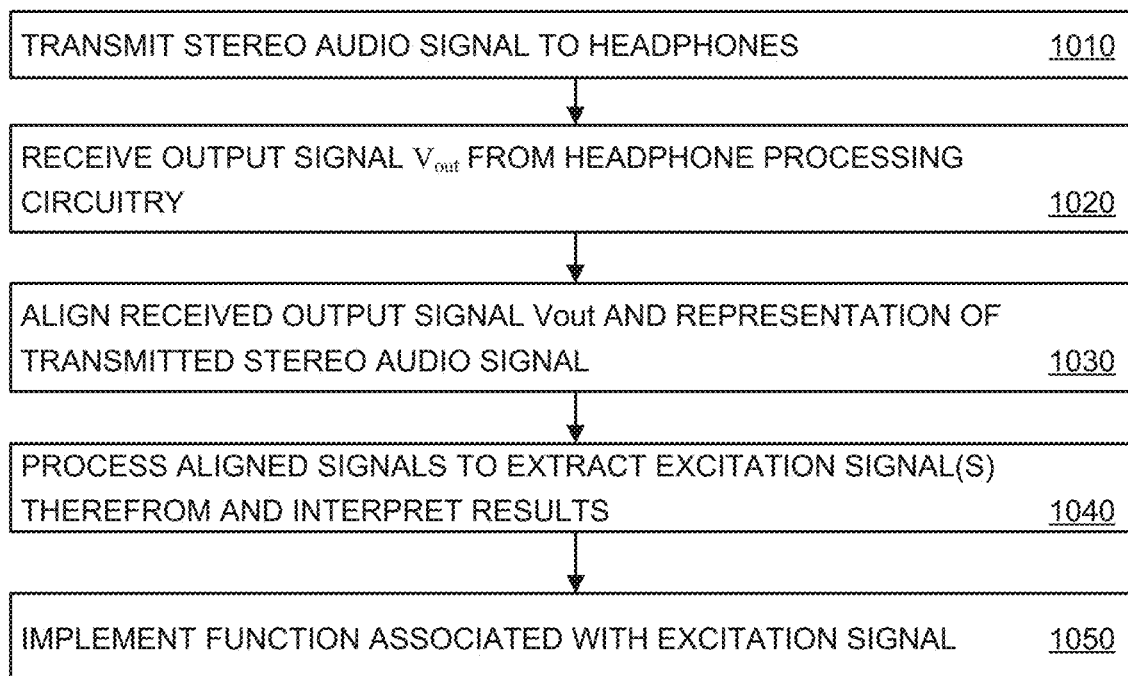 TRANSMIT STEREO AUDIO SIGNAL TO HEADPHONES 1010
RECEIVE OUTPUT SIGNAL Vout FROM HEADPHONE PROCESSING
CIRCUITRY 1020
ALIGN RECEIVED OUTPUT SIGNAL Vout AND REPRESENTATION OF
TRANSMITTED STEREO AUDIO SIGNAL 1030
PROCESS ALIGNED SIGNALS TO EXTRACT EXCITATION SIGNAL(S)
THEREFROM AND INTERPRET RESULTS 1040
IMPLEMENT FUNCTION ASSOCIATED WITH EXCITATION SIGNAL 1050